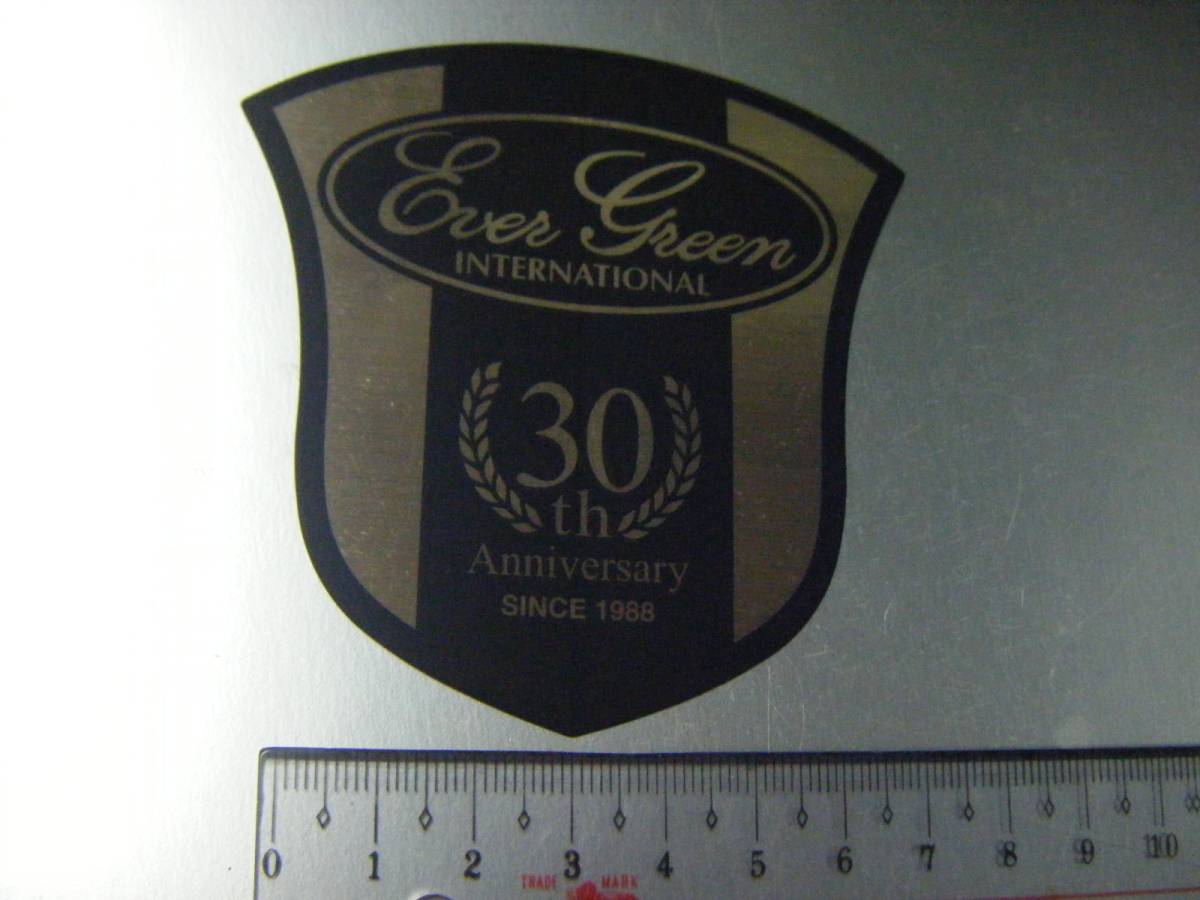 Ever Green
INTERNATIONAL
30
th
Anniversary
SINCE 1988
0 1 2 3 4 5 6 7 8 9 10
TRADE MARK